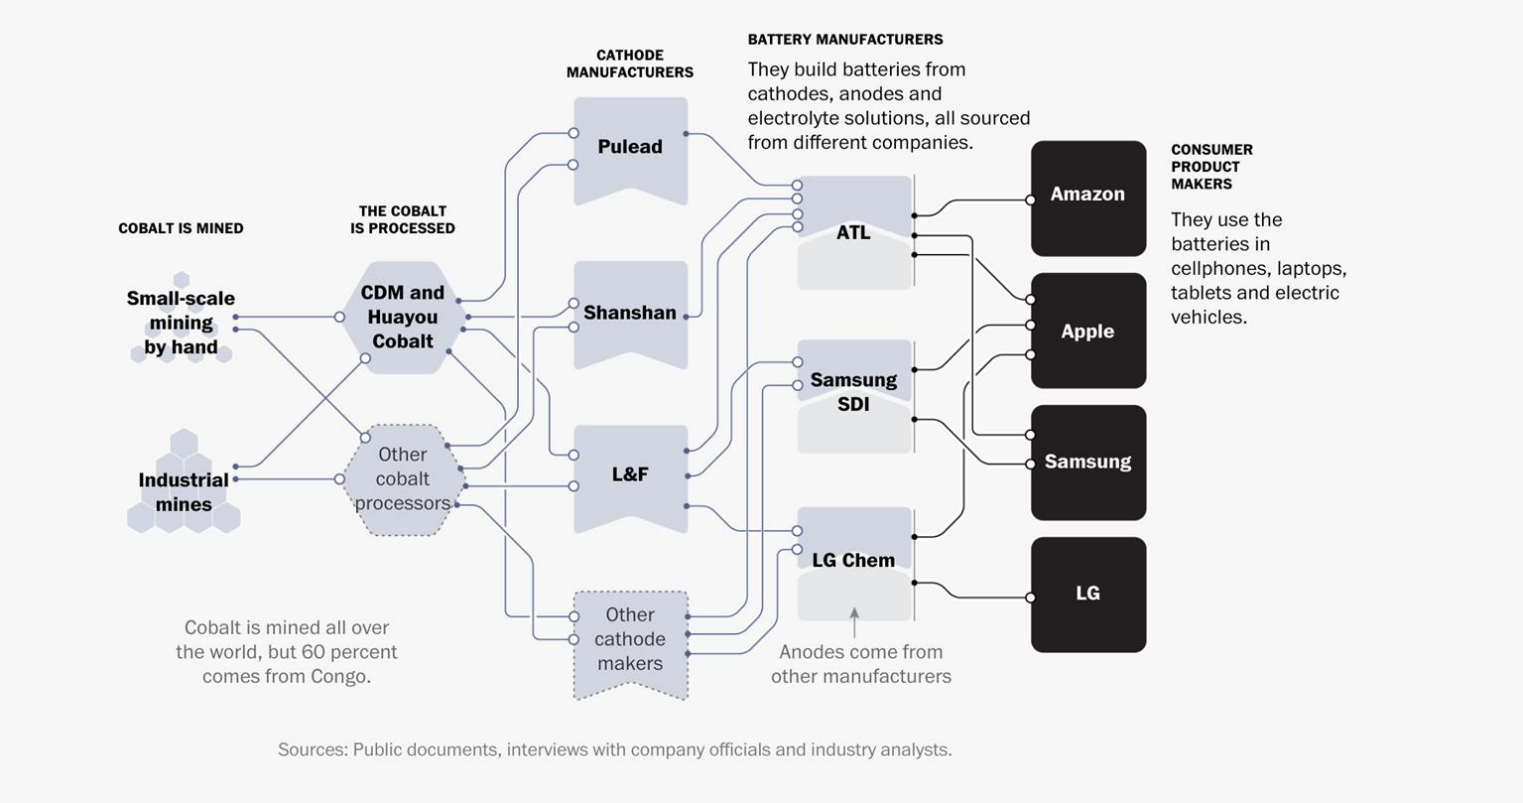 CATHODE
MANUFACTURERS
BATTERY MANUFACTURERS
They build batteries from
cathodes, anodes and
electrolyte solutions, all sourced
from different companies.
CONSUMER
PRODUCT
MAKERS
They use the
batteries in
cellphones, laptops,
tablets and electric
vehicles.
COBALT IS MINED
THE COBALT
IS PROCESSED
Small-scale
mining
by hand
Industrial
mines
CDM and
Huayou
Cobalt
Other
cobalt
processors
Pulead
Shanshan
L&F
Other
cathode
makers
ATL
Samsung
SDI
LG Chem
Anodes come from
other manufacturers
Amazon
Apple
Samsung
LG
Cobalt is mined all over
the world, but 60 percent
comes from Congo.
Sources: Public documents, interviews with company officials and industry analysts.